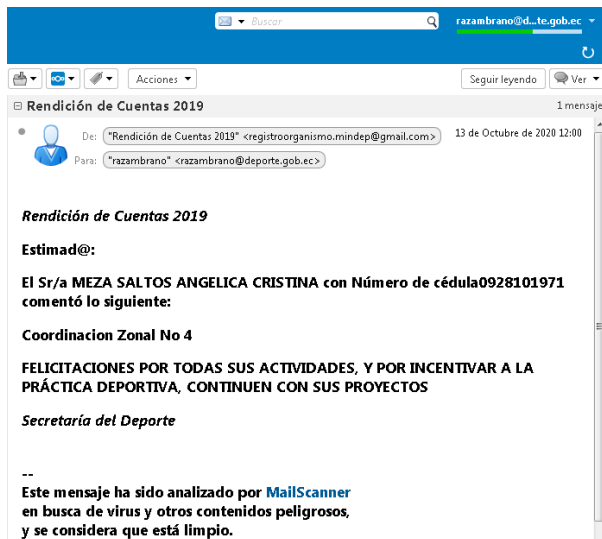 Buscar
razambrano@d...te.gob.ec
Acciones
Seguir leyendo
Ver
Rendición de Cuentas 2019
1 mensaje
De: "Rendición de Cuentas 2019" <registroorganismo.mindep@gmail.com>
13 de Octubre de 2020 12:00
Para: "razambrano" <razambrano@deporte.gob.ec>
Rendición de Cuentas 2019
Estimad@:
El Sr/a MEZA SALTOS ANGELICA CRISTINA con Número de cédula0928101971
comentó lo siguiente:
Coordinacion Zonal No 4
FELICITACIONES POR TODAS SUS ACTIVIDADES, Y POR INCENTIVAR A LA
PRÁCTICA DEPORTIVA, CONTINUEN CON SUS PROYECTOS
Secretaría del Deporte
--
Este mensaje ha sido analizado por MailScanner
en busca de virus y otros contenidos peligrosos,
y se considera que está limpio.